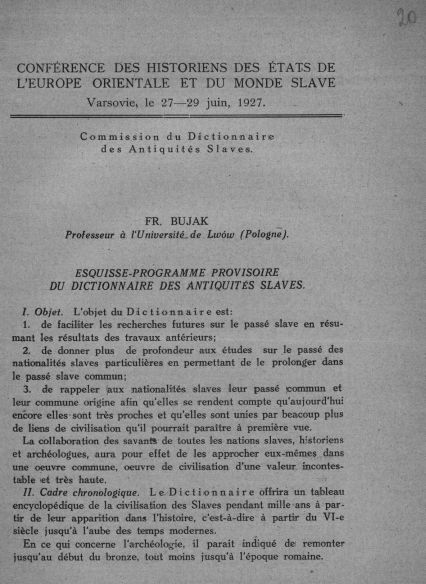 20
CONFÉRENCE DES HISTORIENS DES ÉTATS DE
L'EUROPE ORIENTALE ET DU MONDE SLAVE
Varsovie, le 27—29 juin, 1927.
Commission du Dictionnaire
des Antiquités Slaves.
FR. BUJAK
Professeur à l'Université de Lwów (Pologne).
ESQUISSE-PROGRAMME PROVISOIRE
DU DICTIONNAIRE DES ANTIQUITÉS SLAVES.
I. Objet. L'objet du Dictionnaire est:
1. de faciliter les recherches futures sur le passé slave en résu-
mant les résultats des travaux antérieurs;
2. de donner plus de profondeur aux études sur le passé des
nationalités slaves particulières en permettant de le prolonger dans
le passé slave commun;
3. de rappeler aux nationalités slaves leur passé commun et
leur commune origine afin qu'elles se rendent compte qu'aujourd'hui
encore elles sont très proches et qu'elles sont unies par beaucoup plus
de liens de civilisation qu'il pourrait paraître à première vue.
La collaboration des savants de toutes les nations slaves, historiens
et archéologues, aura pour effet de les approcher eux-mêmes dans
une oeuvre commune, oeuvre de civilisation d'une valeur incontes-
table et très haute.
II. Cadre chronologique. Le Dictionnaire offrira un tableau
encyclopédique de la civilisation des Slaves pendant mille ans à par-
tir de leur apparition dans l'histoire, c'est-à-dire à partir du VI-e
siècle jusqu'à l'aube des temps modernes.
En ce qui concerne l'archéologie, il parait indiqué de remonter
jusqu'au début du bronze, tout moins jusqu'à l'époque romaine.